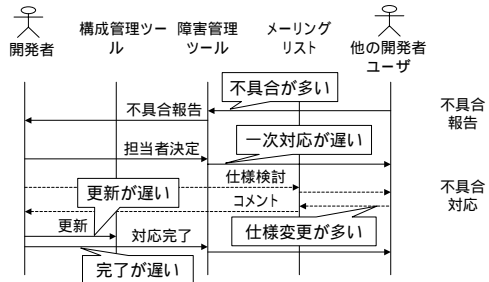 開発者
構成管理ツー
ル
障害管理
ツール
メーリング
リスト
他の開発者
ユーザ
不具合が多い
不具合報告
不具合
報告
担当者決定
一次対応が遅い
仕様検討
更新が遅い
コメント
不具合
対応
更新
対応完了
仕様変更が多い
完了が遅い